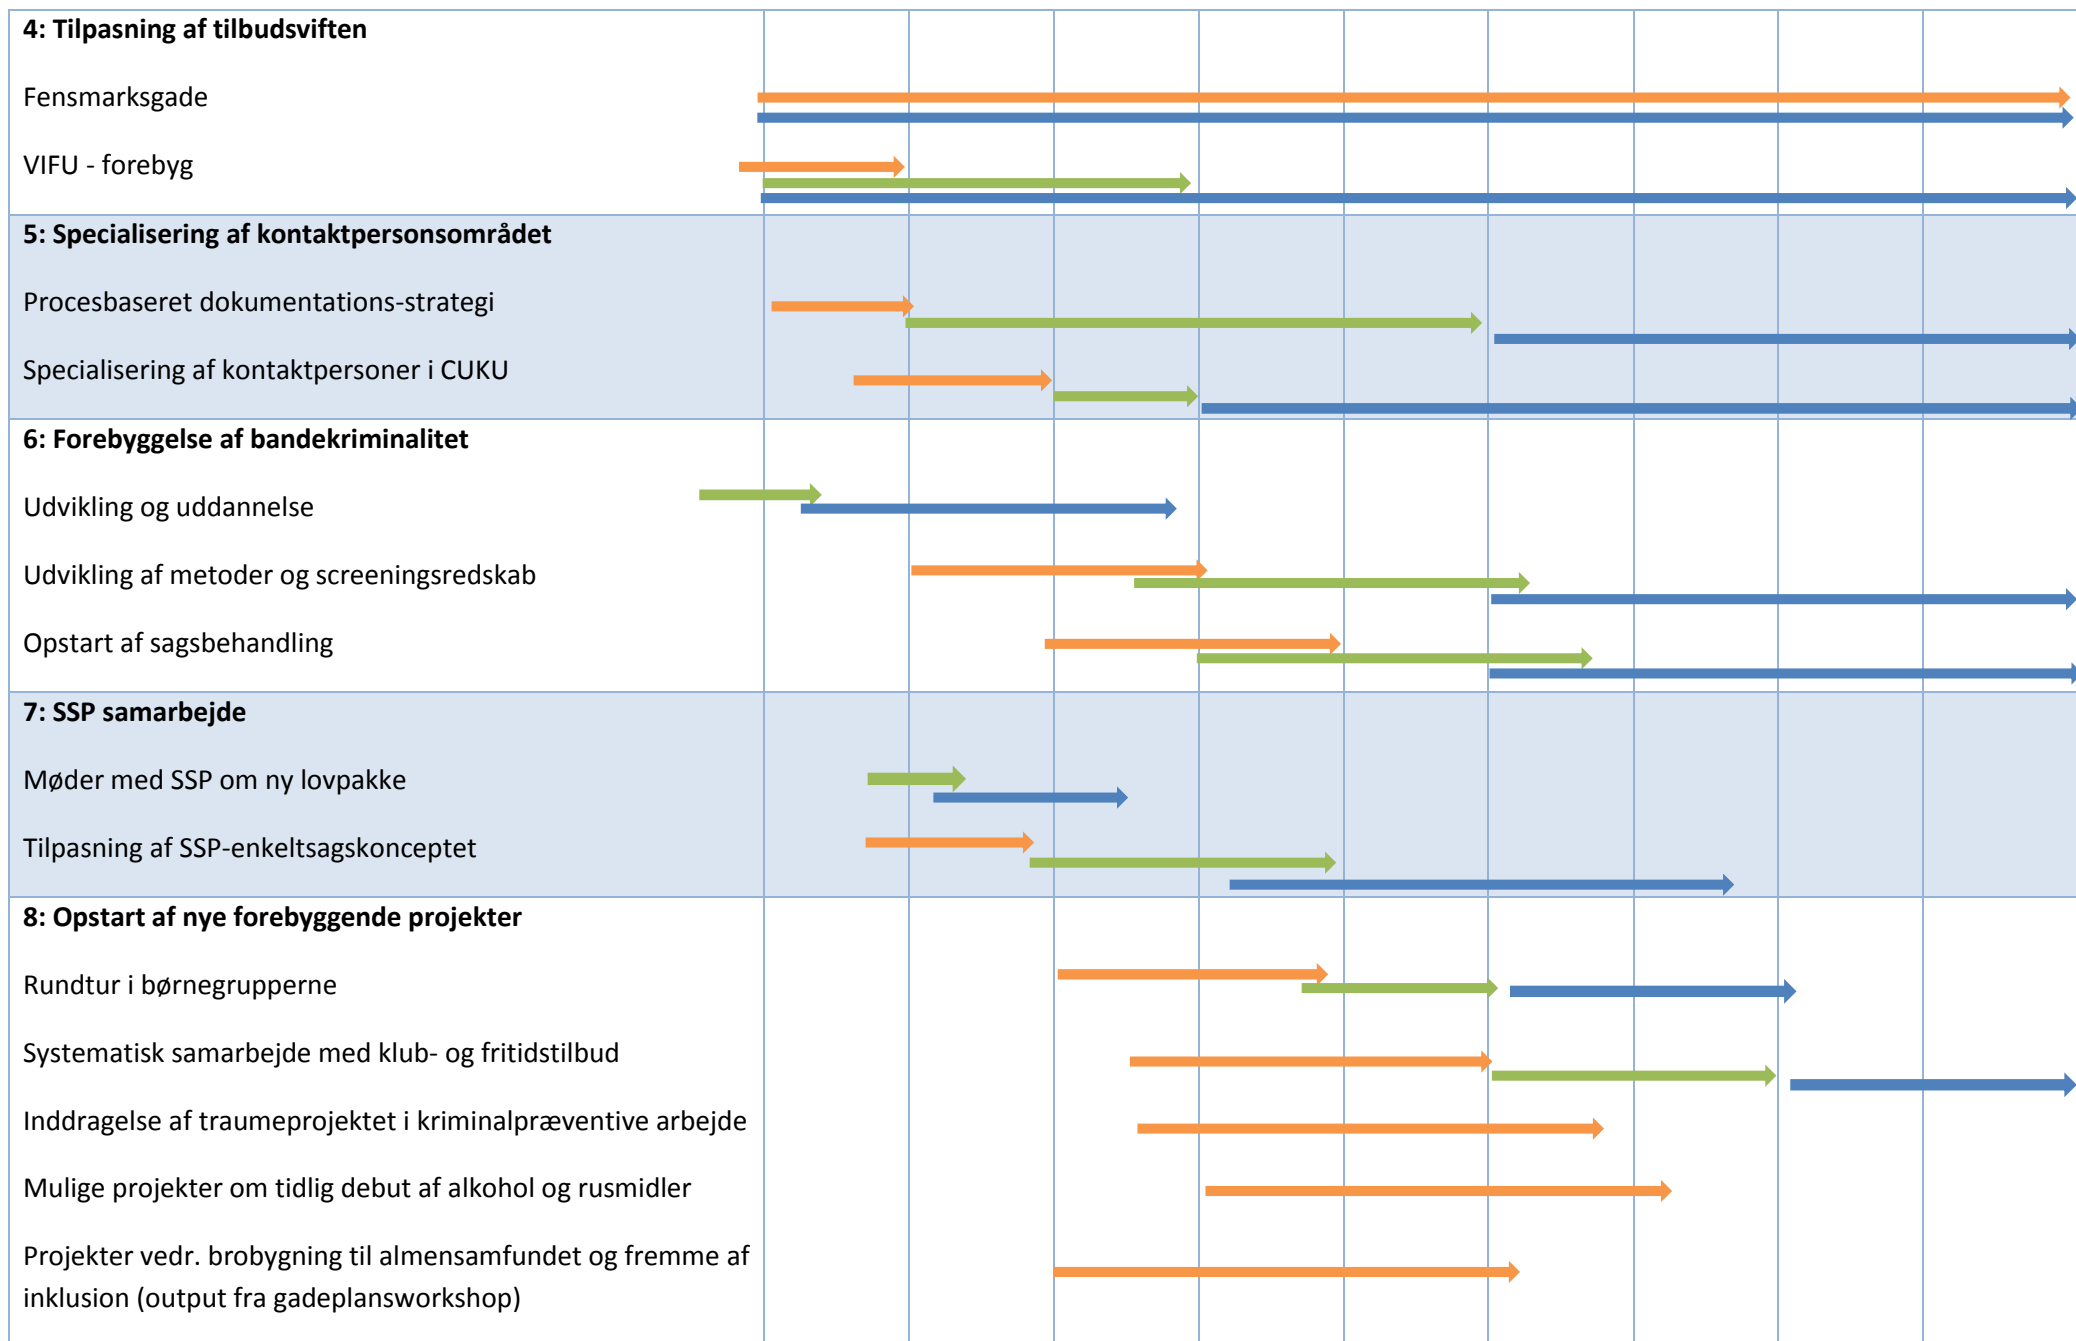 4: Tilpasning af tilbudsviften
Fensmarksgade
VIFU - forebyg
5: Specialisering af kontaktpersonsområdet
Procesbaseret dokumentations-strategi
Specialisering af kontaktpersoner i CUKU
6: Forebyggelse af bandekriminalitet
Udvikling og uddannelse
Udvikling af metoder og screeningsredskab
Opstart af sagsbehandling
7: SSP samarbejde
Møder med SSP om ny lovpakke
Tilpasning af SSP-enkeltsagskonceptet
8: Opstart af nye forebyggende projekter
Rundtur i børnegrupperne
Systematisk samarbejde med klub- og fritidstilbud
Inddragelse af traumeprojektet i kriminalpræventive arbejde
Mulige projekter om tidlig debut af alkohol og rusmidler
Projekter vedr. brobygning til almensamfundet og fremme af
inklusion (output fra gadeplansworkshop)